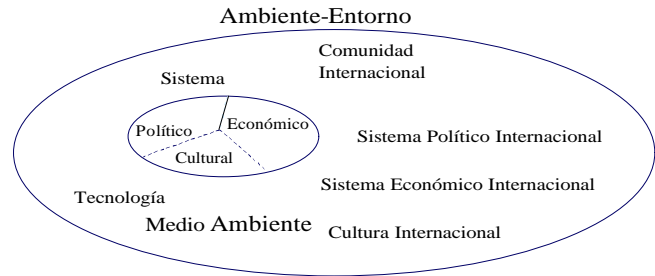 Ambiente-Entorno
Comunidad
Internacional
Sistema
Político
Económico
Cultural
Sistema Político Internacional
Sistema Económico Internacional
Tecnología
Medio Ambiente
Cultura Internacional